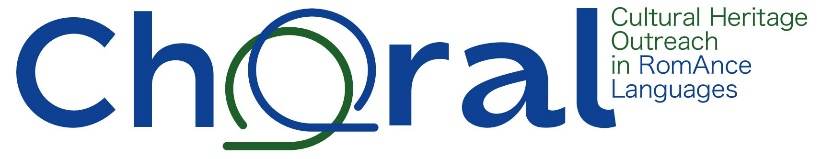 Choral
Cultural Heritage
Outreach
in RomAnce
Languages